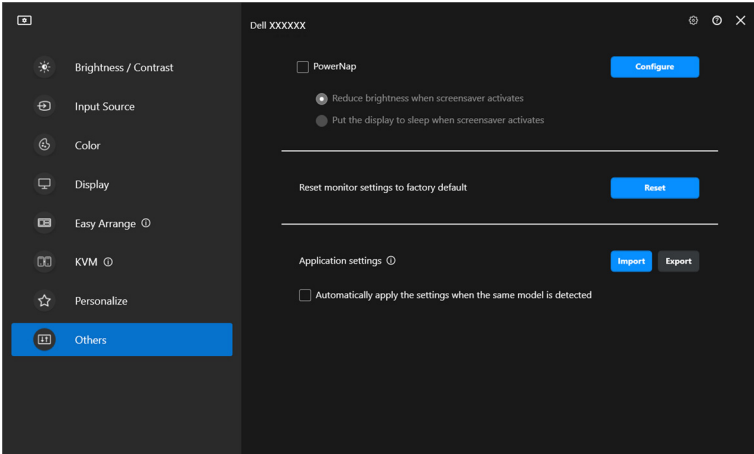 Dell XXXXXX
Brightness / Contrast
Input Source
Color
Display
Easy Arrange
KVM
Personalize
Others
PowerNap
Configure
Reduce brightness when screensaver activates
Put the display to sleep when screensaver activates
Reset monitor settings to factory default
Reset
Application settings
Import
Export
Automatically apply the settings when the same model is detected